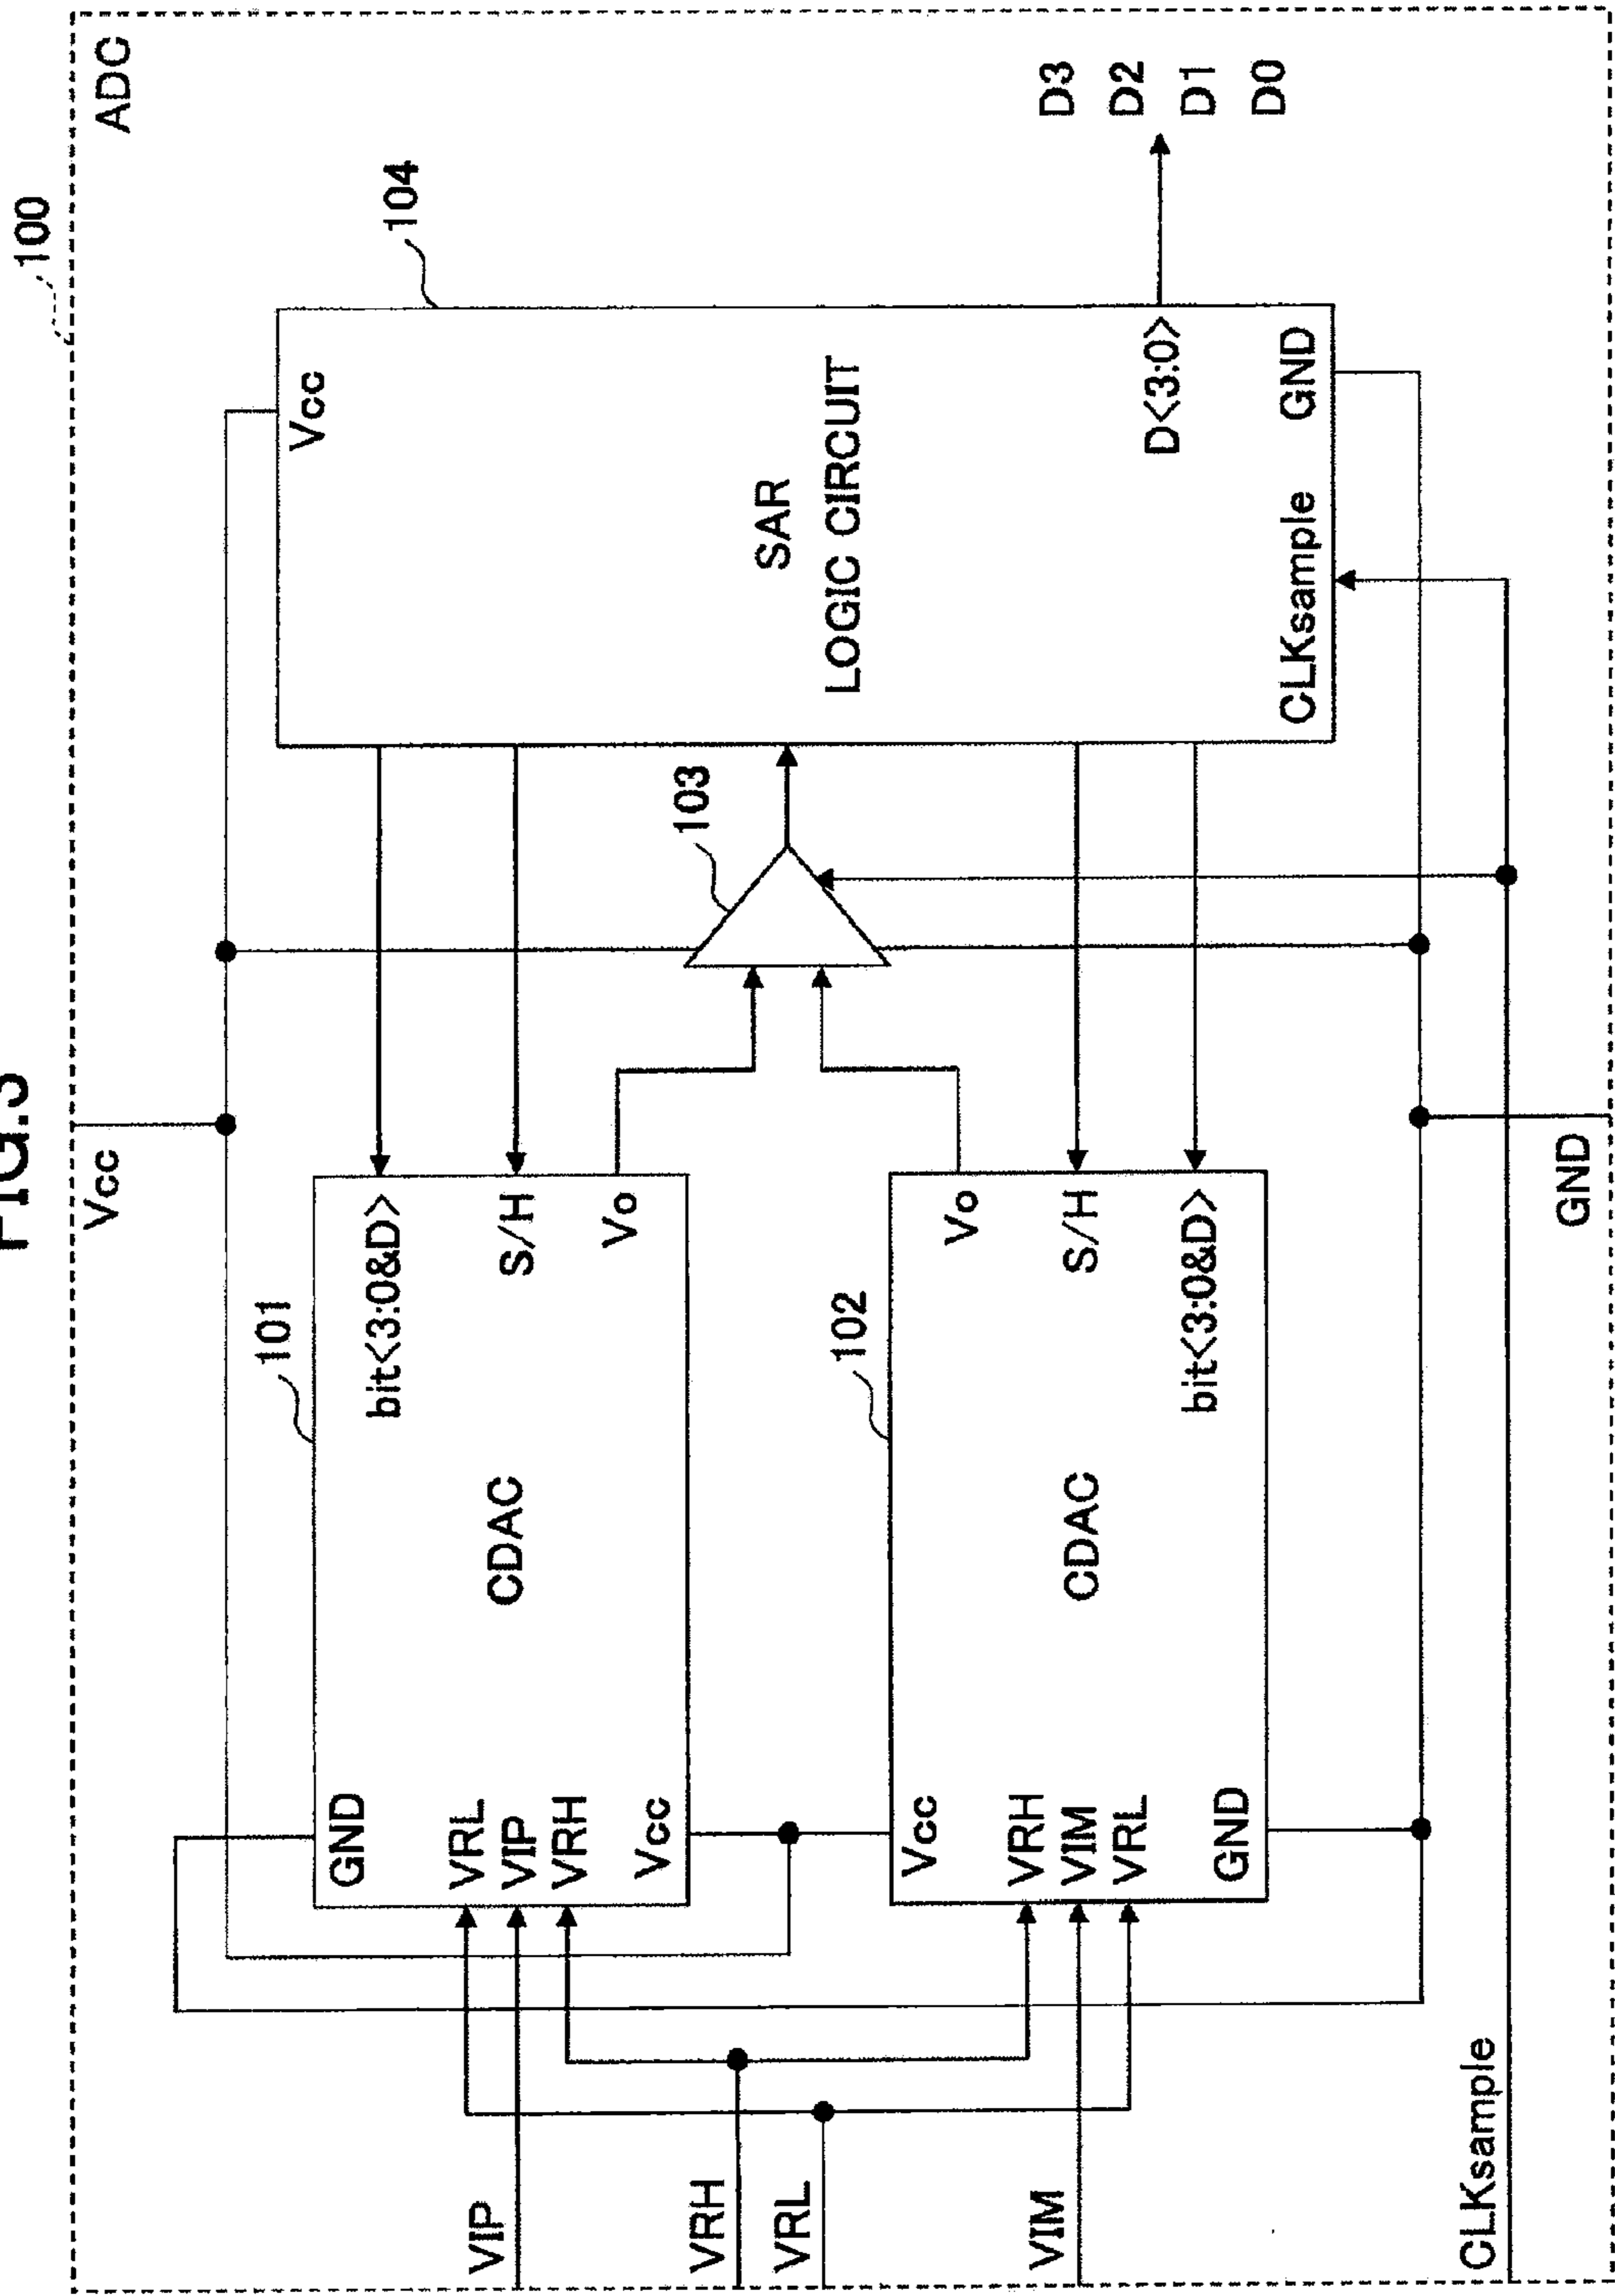 FIG.3
100
ADC
Vcc
101
GND
VRL
VIP
VRH
Vcc
CDAC
bit<3:0&D>
S/H
Vo
102
Vcc
VRH
VIM
VRL
GND
CDAC
Vo
S/H
bit<3:0&D>
103
104
Vcc
SAR
LOGIC CIRCUIT
D<3:0>
CLKsample
GND
D3
D2
D1
D0
VIP
VRH
VRL
VIM
CLKsample
GND